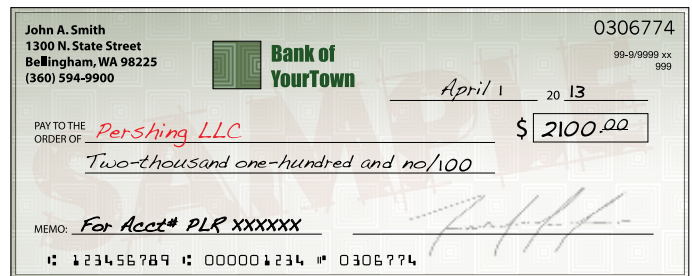 John A. Smith
0306774
1300 N. State Street
Bellingham, WA 98225
(360) 594-9900
Bank of
YourTown
99-9/9999 xx
999
April 1 20 13
PAY TO THE
ORDER OF Pershing LLC $ 2100.00
Two-thousand one-hundred and no/100
SAMPLE
MEMO: For Acct# PLR XXXXXX
⑆ 123456789 ⑆ 000001234 ⑈ 0306774